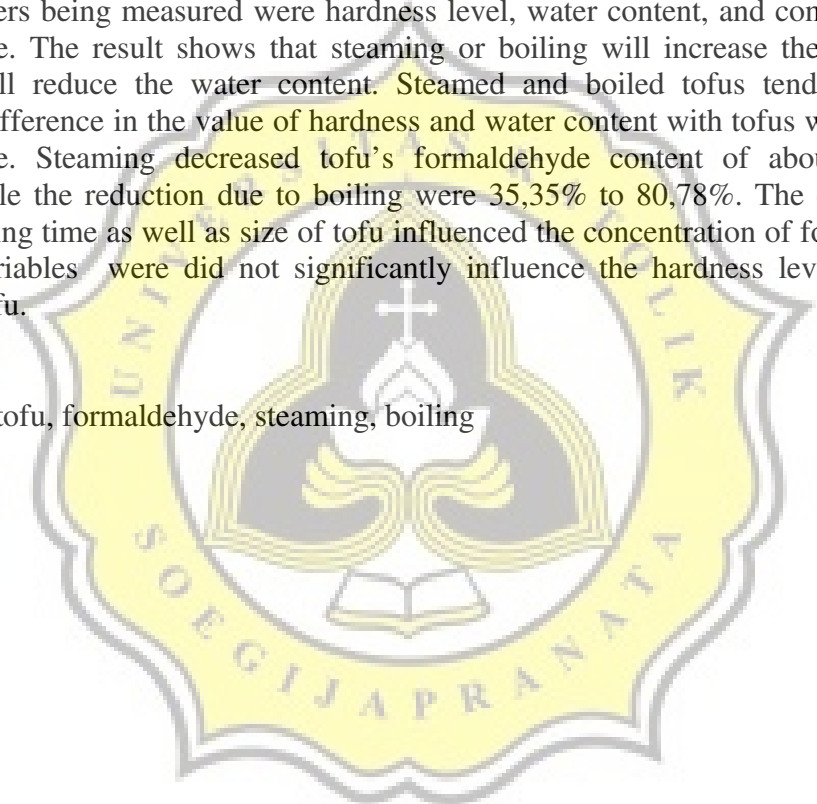 ers being measured were hardness level, water content, and con
e. The result shows that steaming or boiling will increase the
ll reduce the water content. Steamed and boiled tofus tend
fference in the value of hardness and water content with tofus w
e. Steaming decreased tofu’s formaldehyde content of abou
le the reduction due to boiling were 35,35% to 80,78%. The
ing time as well as size of tofu influenced the concentration of fo
riables were did not significantly influence the hardness lev
fu.
tofu, formaldehyde, steaming, boiling
UNIVERSITAS KATOLIK
SOEGIJAPRANATA